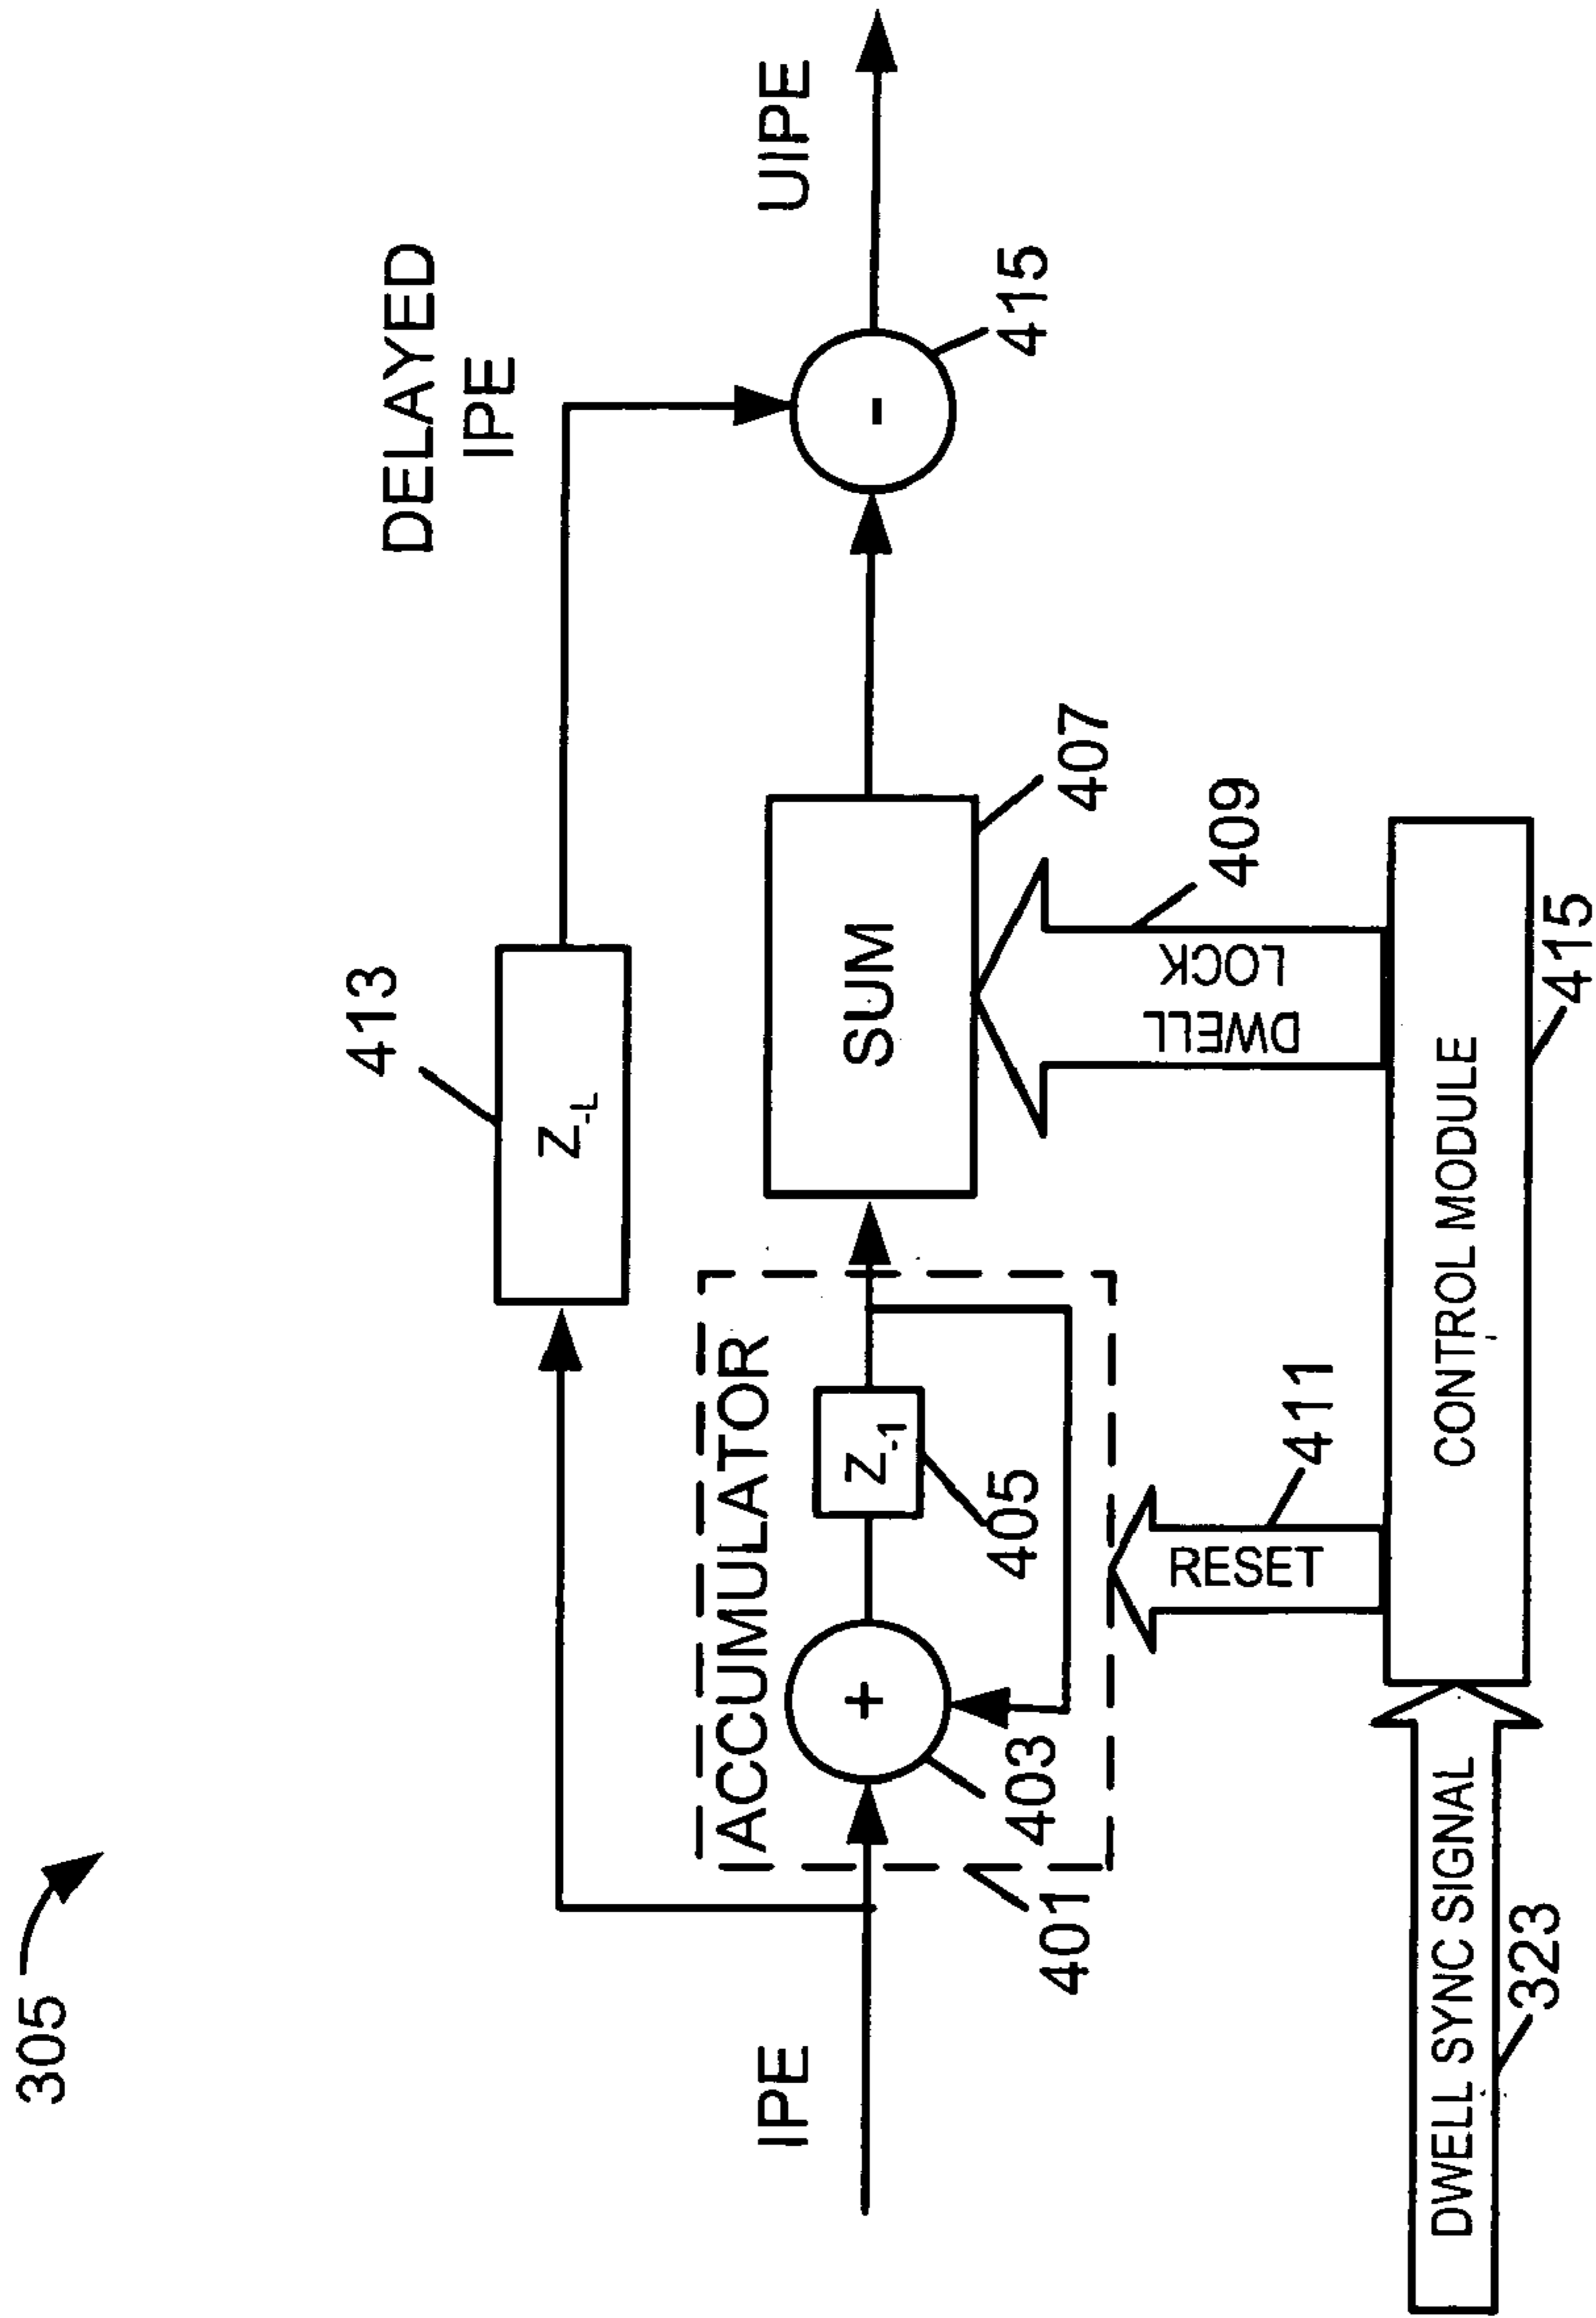 305
DELAYED
IPE
UIPE
413
Z-L
415
IPE
ACCUMULATOR
+
Z-1
SUM
-
405
403
401
407
RESET
411
DWELL
LOCK
409
CONTROL MODULE
415
DWELL SYNC SIGNAL
323